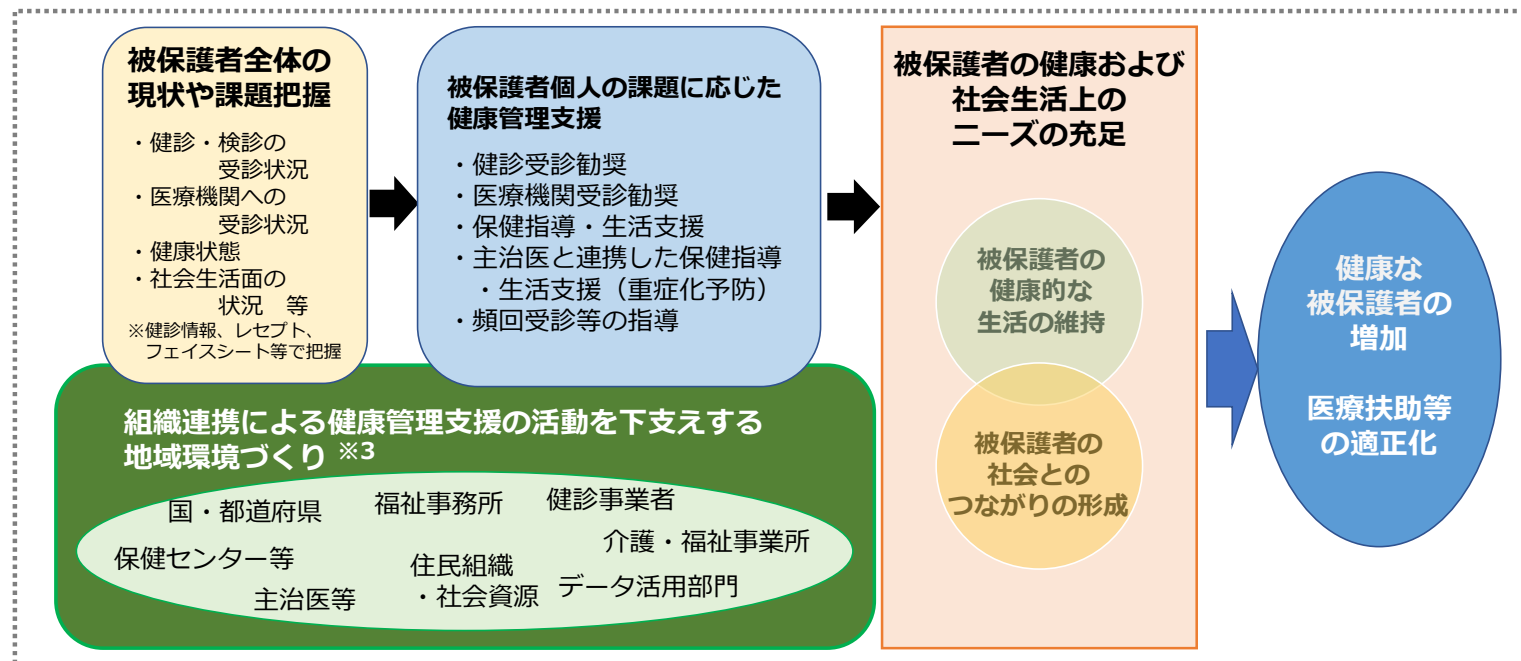 被保護者全体の
現状や課題把握
・健診・検診の
受診状況
・医療機関への
受診状況
・健康状態
・社会生活面の
状況　等
※健診情報、レセプト、
フェイスシート等で把握
被保護者個人の課題に応じた
健康管理支援
・健診受診勧奨
・医療機関受診勧奨
・保健指導・生活支援
・主治医と連携した保健指導
・生活支援（重症化予防）
・頻回受診等の指導
被保護者の健康および
社会生活上の
ニーズの充足
被保護者の
健康的な
生活の維持
被保護者の
社会との
つながりの形成
健康な
被保護者の
増加
医療扶助等
の適正化
組織連携による健康管理支援の活動を下支えする
地域環境づくり ※3
国・都道府県
福祉事務所
健診事業者
保健センター等
介護・福祉事業所
主治医等
住民組織
・社会資源
データ活用部門